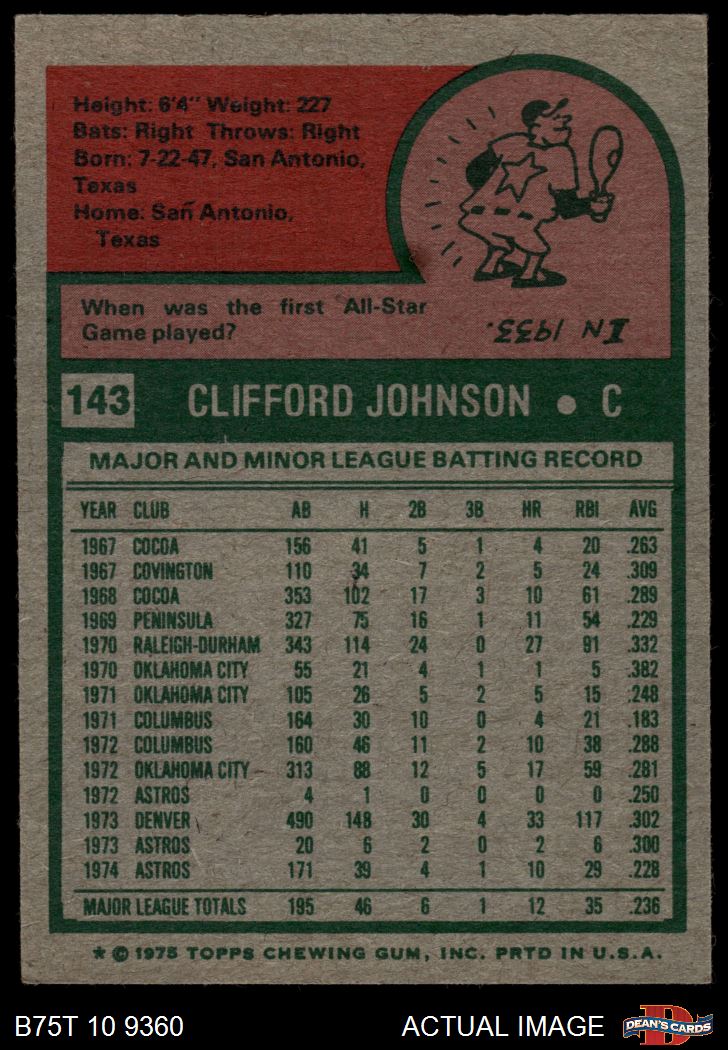 Height: 6'4" Weight: 227
Bats: Right Throws: Right
Born: 7-22-47, San Antonio,
Texas
Home: San Antonio,
Texas
When was the first All-Star
Game played?
IN 1933.
143 CLIFFORD JOHNSON • C
MAJOR AND MINOR LEAGUE BATTING RECORD
YEAR CLUB AB H 2B 3B HR RBI AVG
1967 COCOA 156 41 5 1 4 20 .263
1967 COVINGTON 110 34 7 2 5 24 .309
1968 COCOA 353 102 17 3 10 61 .289
1969 PENINSULA 327 75 16 1 11 54 .229
1970 RALEIGH-DURHAM 343 114 24 0 27 91 .332
1970 OKLAHOMA CITY 55 21 4 1 1 5 .382
1971 OKLAHOMA CITY 105 26 5 2 5 15 .248
1971 COLUMBUS 164 30 10 0 4 21 .183
1972 COLUMBUS 160 46 11 2 10 38 .288
1972 OKLAHOMA CITY 313 88 12 5 17 59 .281
1972 ASTROS 4 1 0 0 0 0 .250
1973 DENVER 490 148 30 4 33 117 .302
1973 ASTROS 20 6 2 0 2 6 .300
1974 ASTROS 171 39 4 1 10 29 .228
MAJOR LEAGUE TOTALS 195 46 6 1 12 35 .236
* © 1975 TOPPS CHEWING GUM, INC. PRTD IN U.S.A.
B75T 10 9360 ACTUAL IMAGE D DEAN'S CARDS